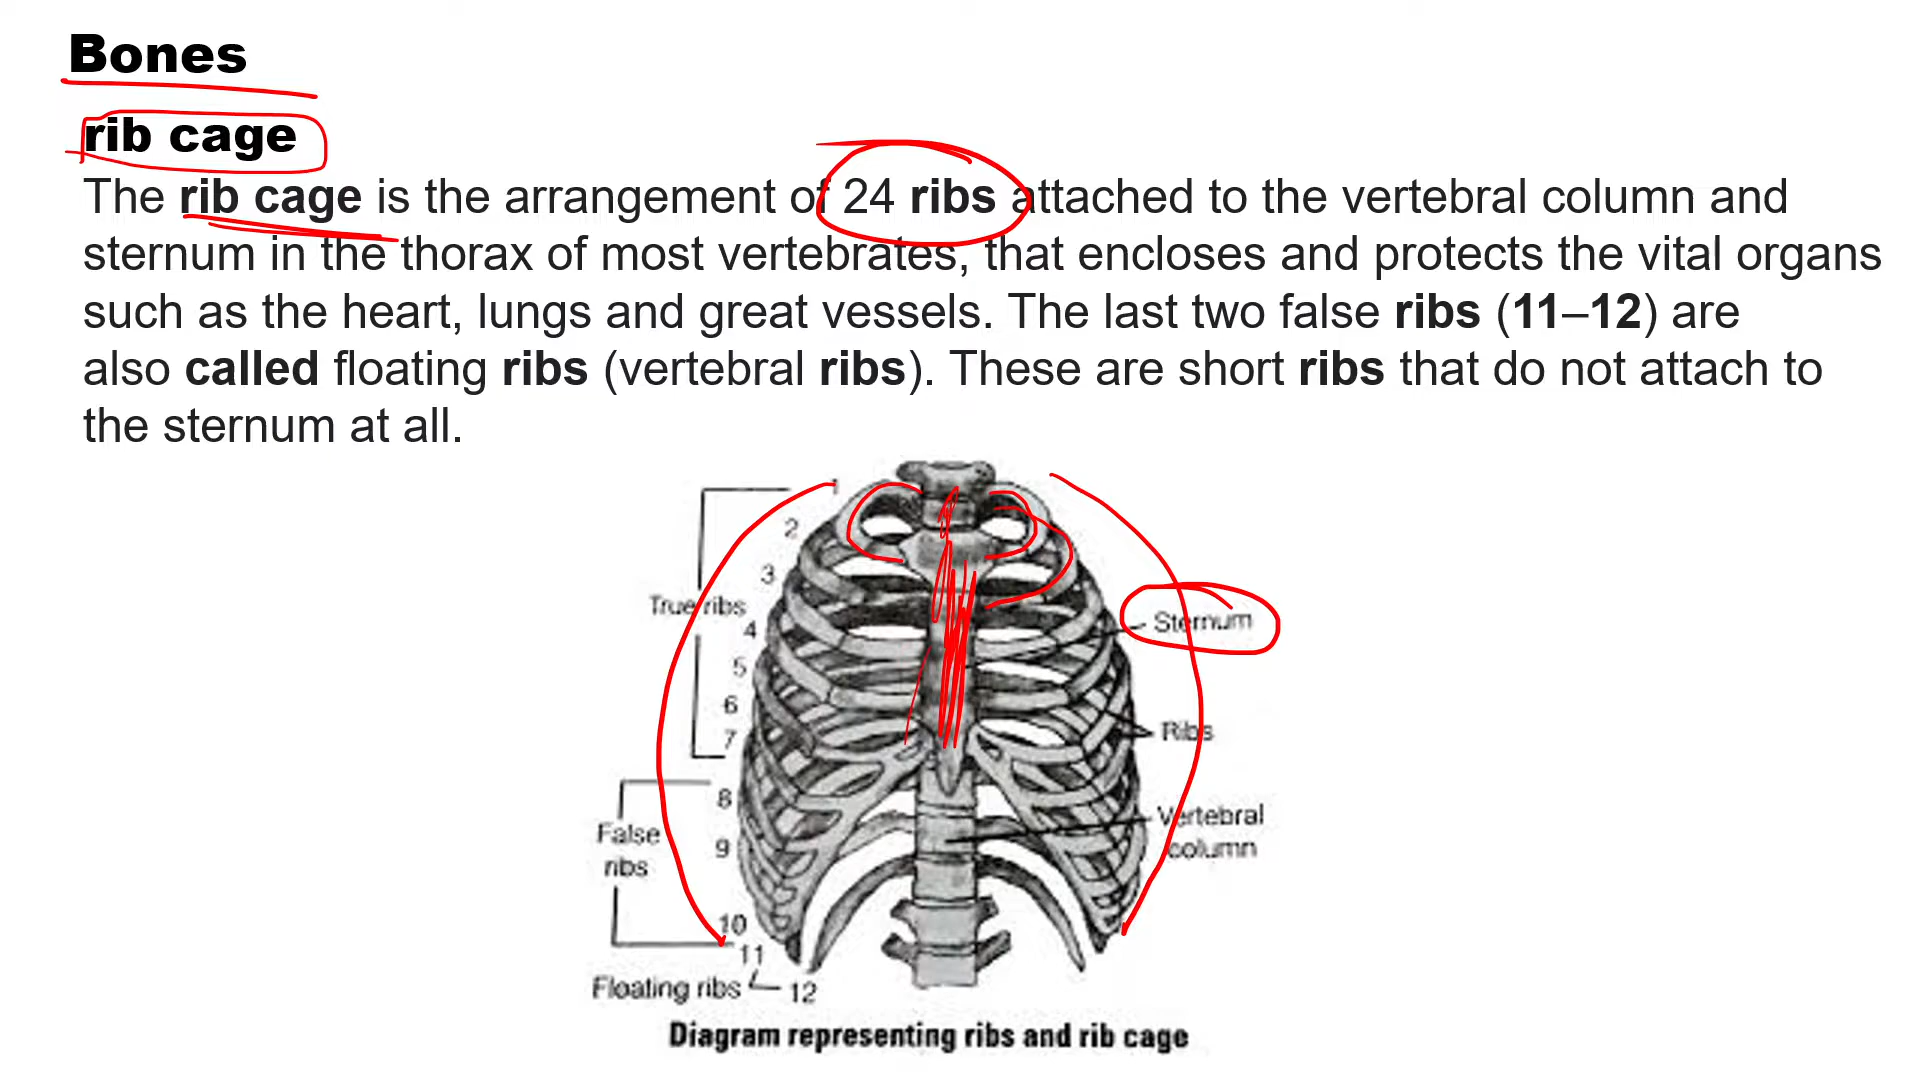 Bones
rib cage
The rib cage is the arrangement of 24 ribs attached to the vertebral column and
sternum in the thorax of most vertebrates, that encloses and protects the vital organs
such as the heart, lungs and great vessels. The last two false ribs (11–12) are
also called floating ribs (vertebral ribs). These are short ribs that do not attach to
the sternum at all.
1
2
3
True ribs
4
Sternum
5
6
7
Ribs
8
False
ribs
9
Vertebral
column
10
11
Floating ribs
12
Diagram representing ribs and rib cage